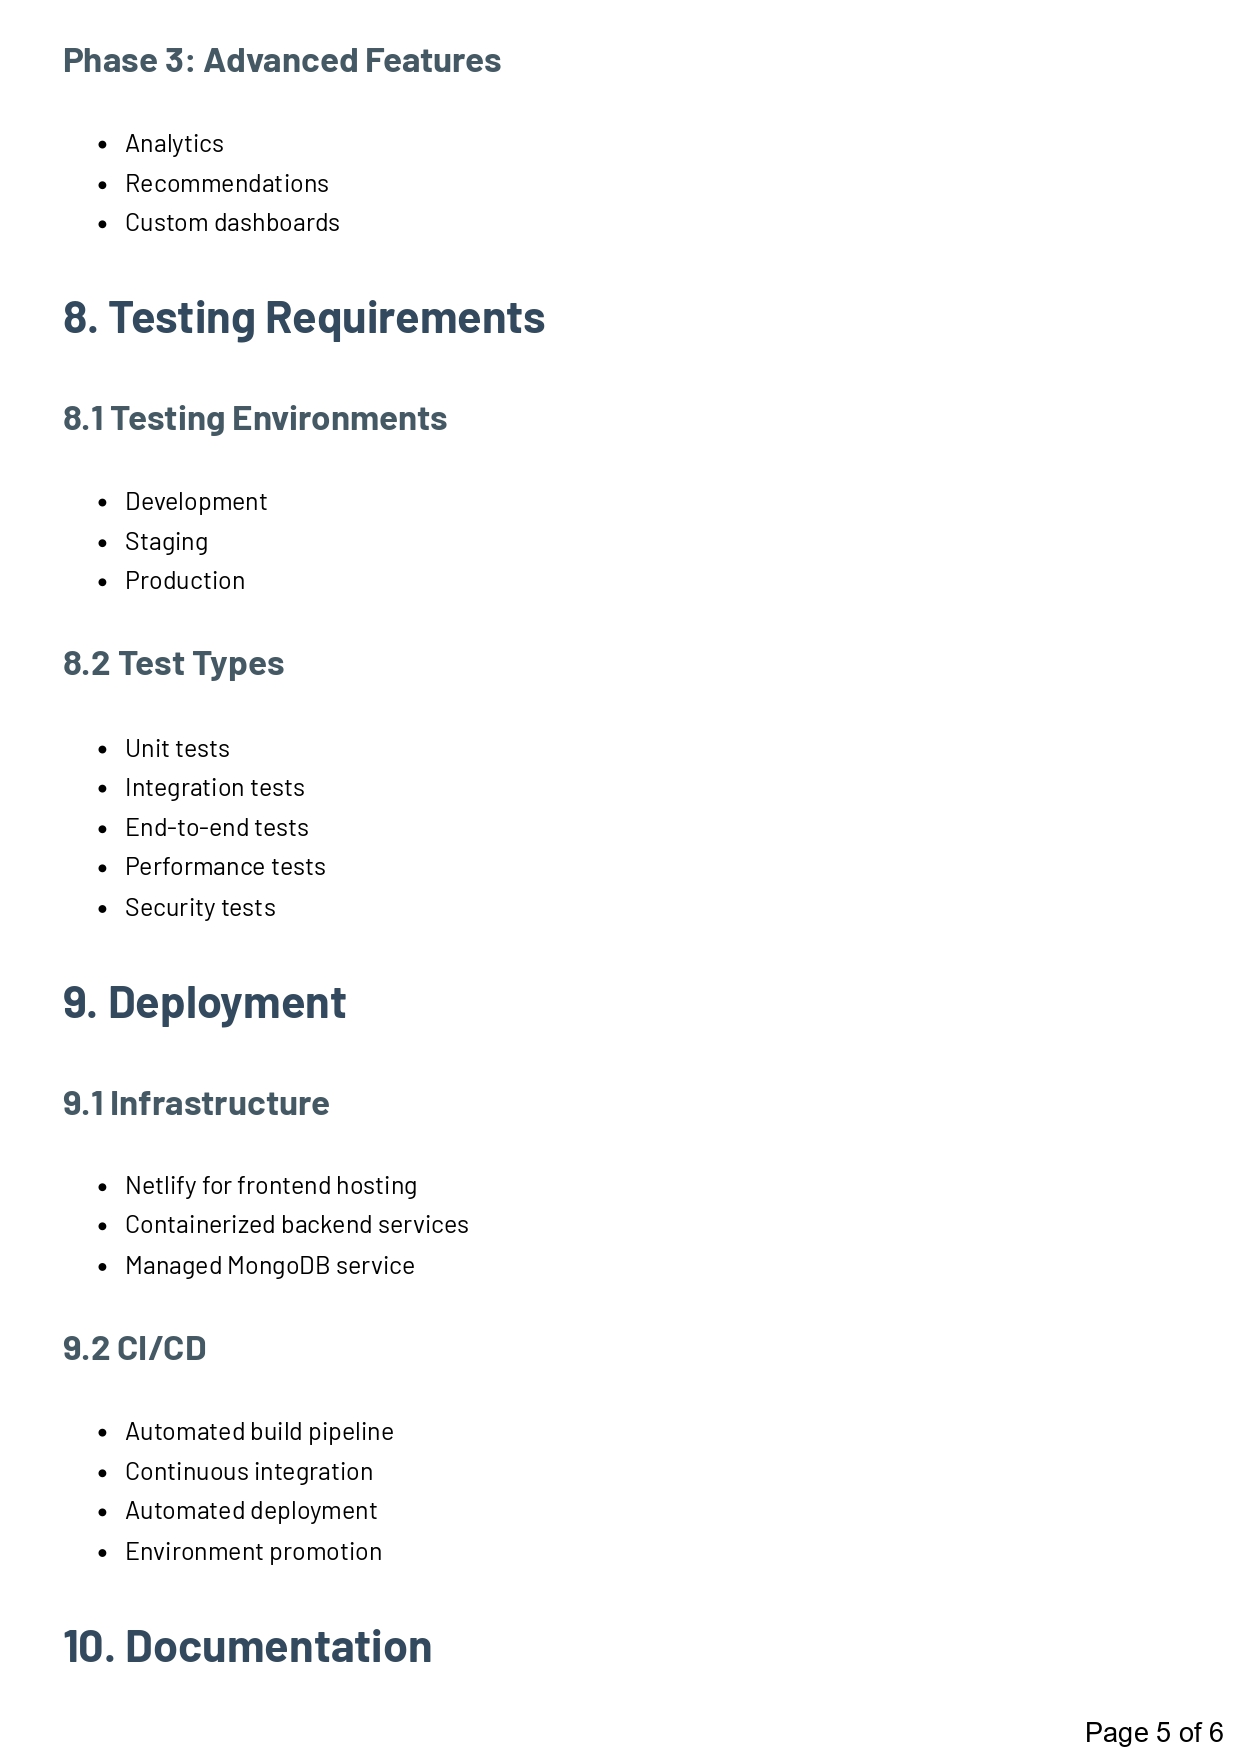 Phase 3: Advanced Features
• Analytics
• Recommendations
• Custom dashboards
8. Testing Requirements
8.1 Testing Environments
• Development
• Staging
• Production
8.2 Test Types
• Unit tests
• Integration tests
• End-to-end tests
• Performance tests
• Security tests
9. Deployment
9.1 Infrastructure
• Netlify for frontend hosting
• Containerized backend services
• Managed MongoDB service
9.2 CI/CD
• Automated build pipeline
• Continuous integration
• Automated deployment
• Environment promotion
10. Documentation
Page 5 of 6